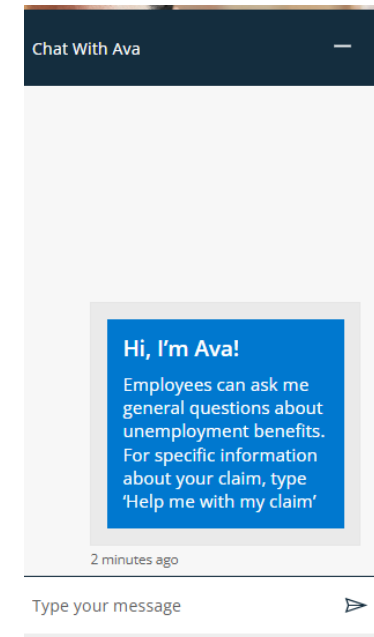 Chat With Ava
Hi, I’m Ava!
Employees can ask me
general questions about
unemployment benefits.
For specific information
about your claim, type
‘Help me with my claim’
2 minutes ago
Type your message